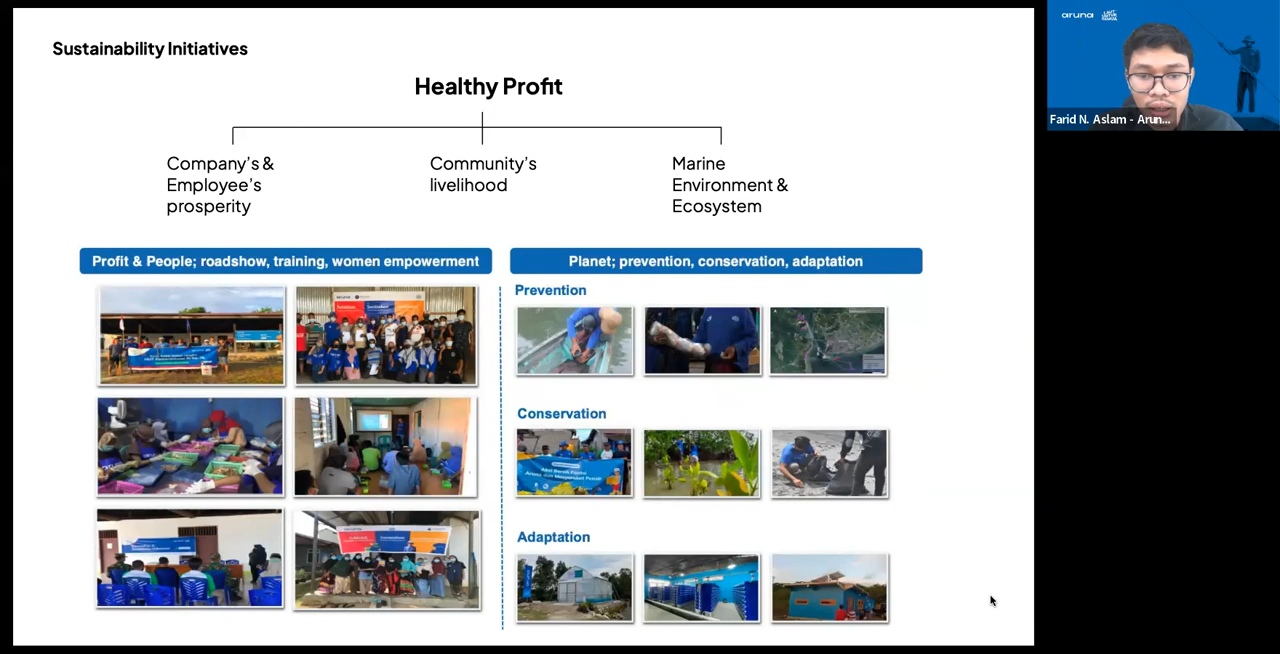 Sustainability Initiatives
Healthy Profit
Company's &
Employee's
prosperity
Community's
livelihood
Marine
Environment &
Ecosystem
Profit & People; roadshow, training, women empowerment
Planet; prevention, conservation, adaptation
Prevention
Conservation
Adaptation
aruna
Farid N. Aslam - Arun...